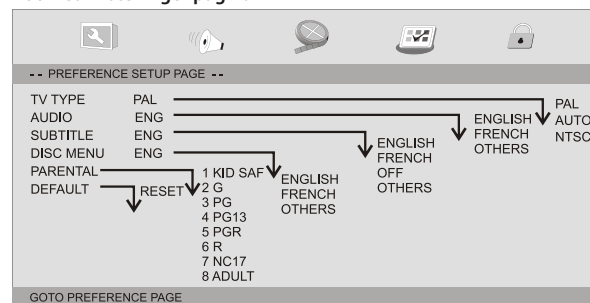 -- PREFERENCE SETUP PAGE --
TV TYPE PAL
AUDIO ENG
SUBTITLE ENG
DISC MENU ENG
PARENTAL
DEFAULT
RESET
1 KID SAF
2 G
3 PG
4 PG13
5 PGR
6 R
7 NC17
8 ADULT
ENGLISH
FRENCH
OTHERS
ENGLISH
FRENCH
OFF
OTHERS
ENGLISH
FRENCH
OTHERS
PAL
AUTO
NTSC
GOTO PREFERENCE PAGE